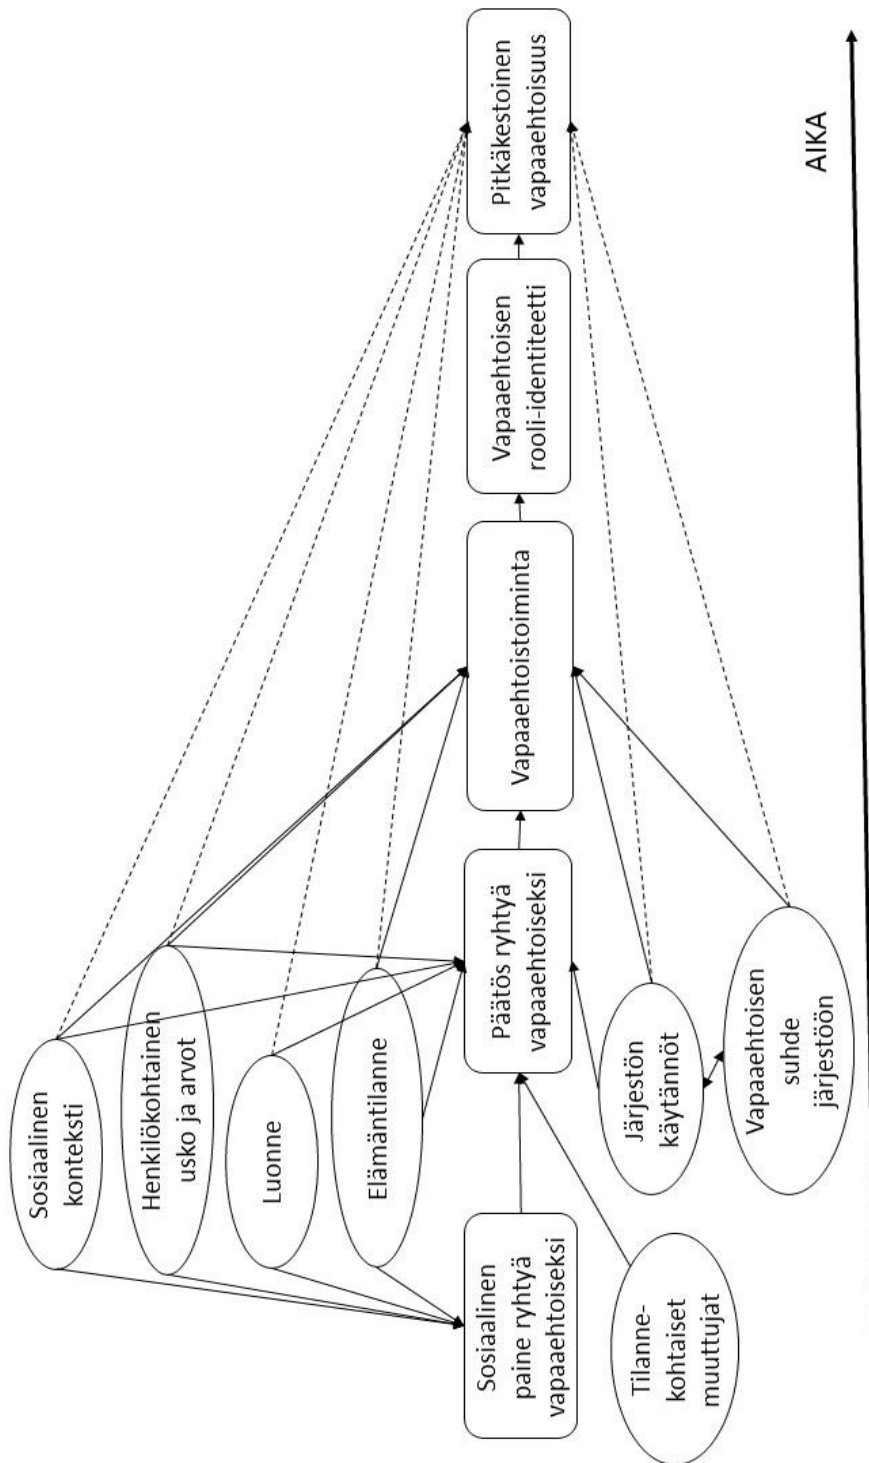 Sosiaalinen
konteksti
Henkilökohtainen
usko ja arvot
Luonne
Elämäntilanne
Sosiaalinen
paine ryhtyä
vapaaehtoiseksi
Päätös ryhtyä
vapaaehtoiseksi
Vapaaehtoistoiminta
Vapaaehtoisen
rooli-identiteetti
Pitkäkestoinen
vapaaehtoisuus
Tilanne-
kohtaiset
muuttujat
Järjestön
käytännöt
Vapaaehtoisen
suhde
järjestöön
AIKA